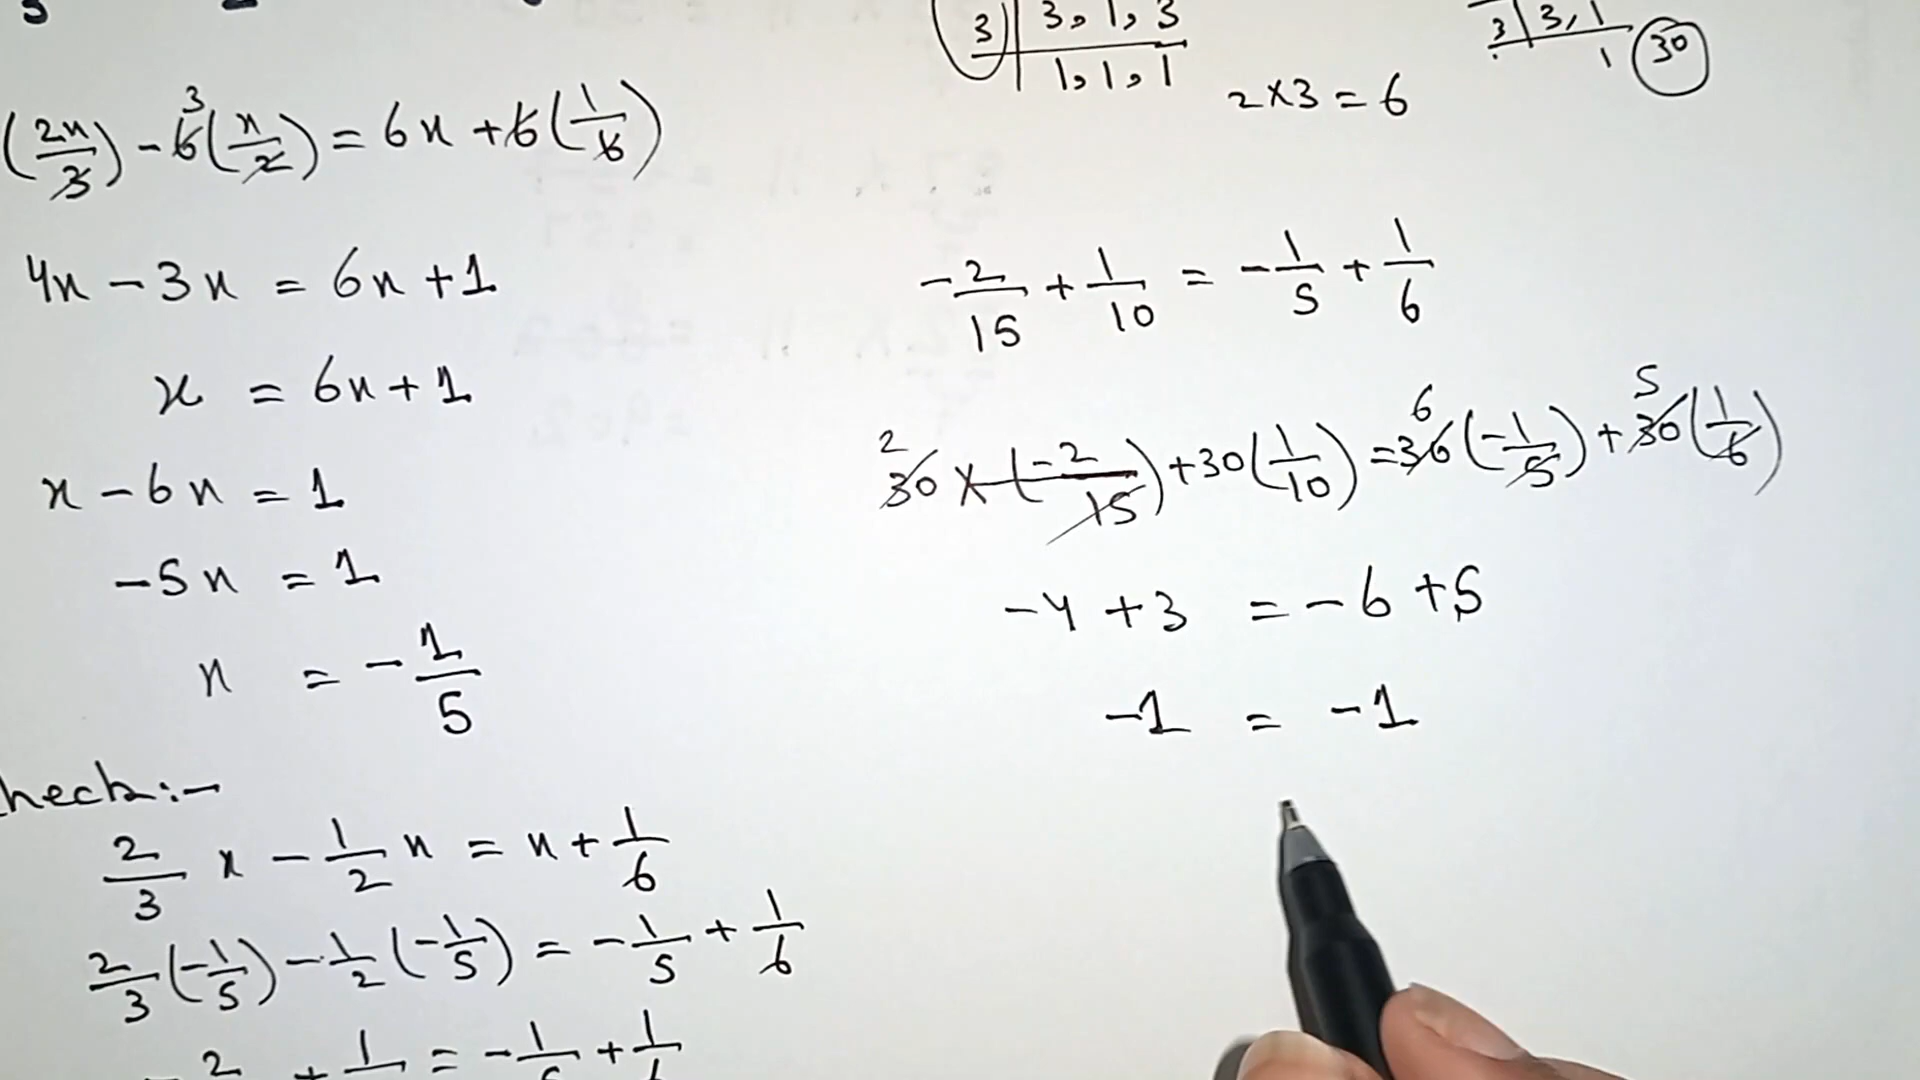 3 | 3, 1, 3
1, 1, 1
2 × 3 = 6
3 | 3, 1
1 30
(2x/3) - 6(x/2) = 6x + 6(1/6)
3
4x - 3x = 6x + 1
x = 6x + 1
x - 6x = 1
-5x = 1
x = -1/5
heck:-
2/3 x - 1/2 x = x + 1/6
2/3 (-1/5) - 1/2 (-1/5) = -1/5 + 1/6
-2/15 + 1/10 = -1/5 + 1/6
2 6 5
30 × (-2/15) + 30(1/10) = 30(-1/5) + 30(1/6)
-4 + 3 = -6 + 5
-1 = -1